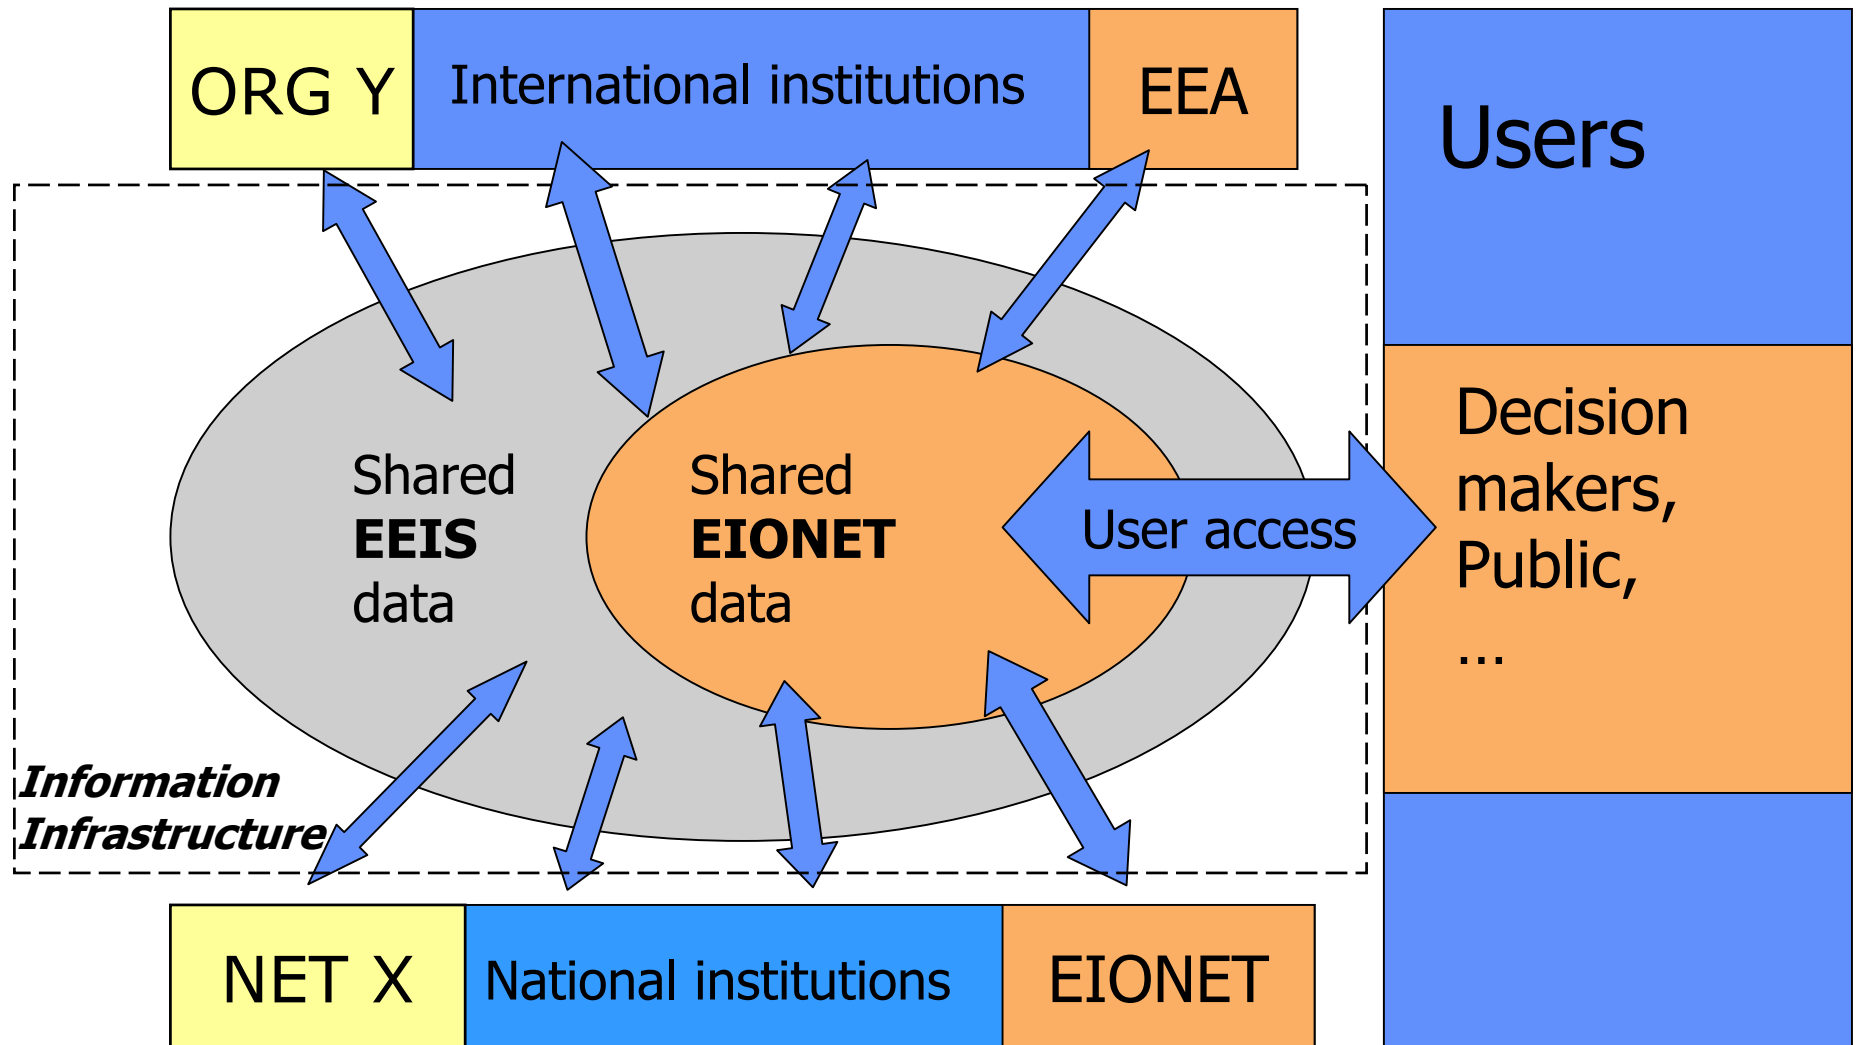 ORG Y
International institutions
EEA
Users
Shared
EEIS
data
Shared
EIONET
data
User access
Decision
makers,
Public,
...
Information
Infrastructure
NET X
National institutions
EIONET